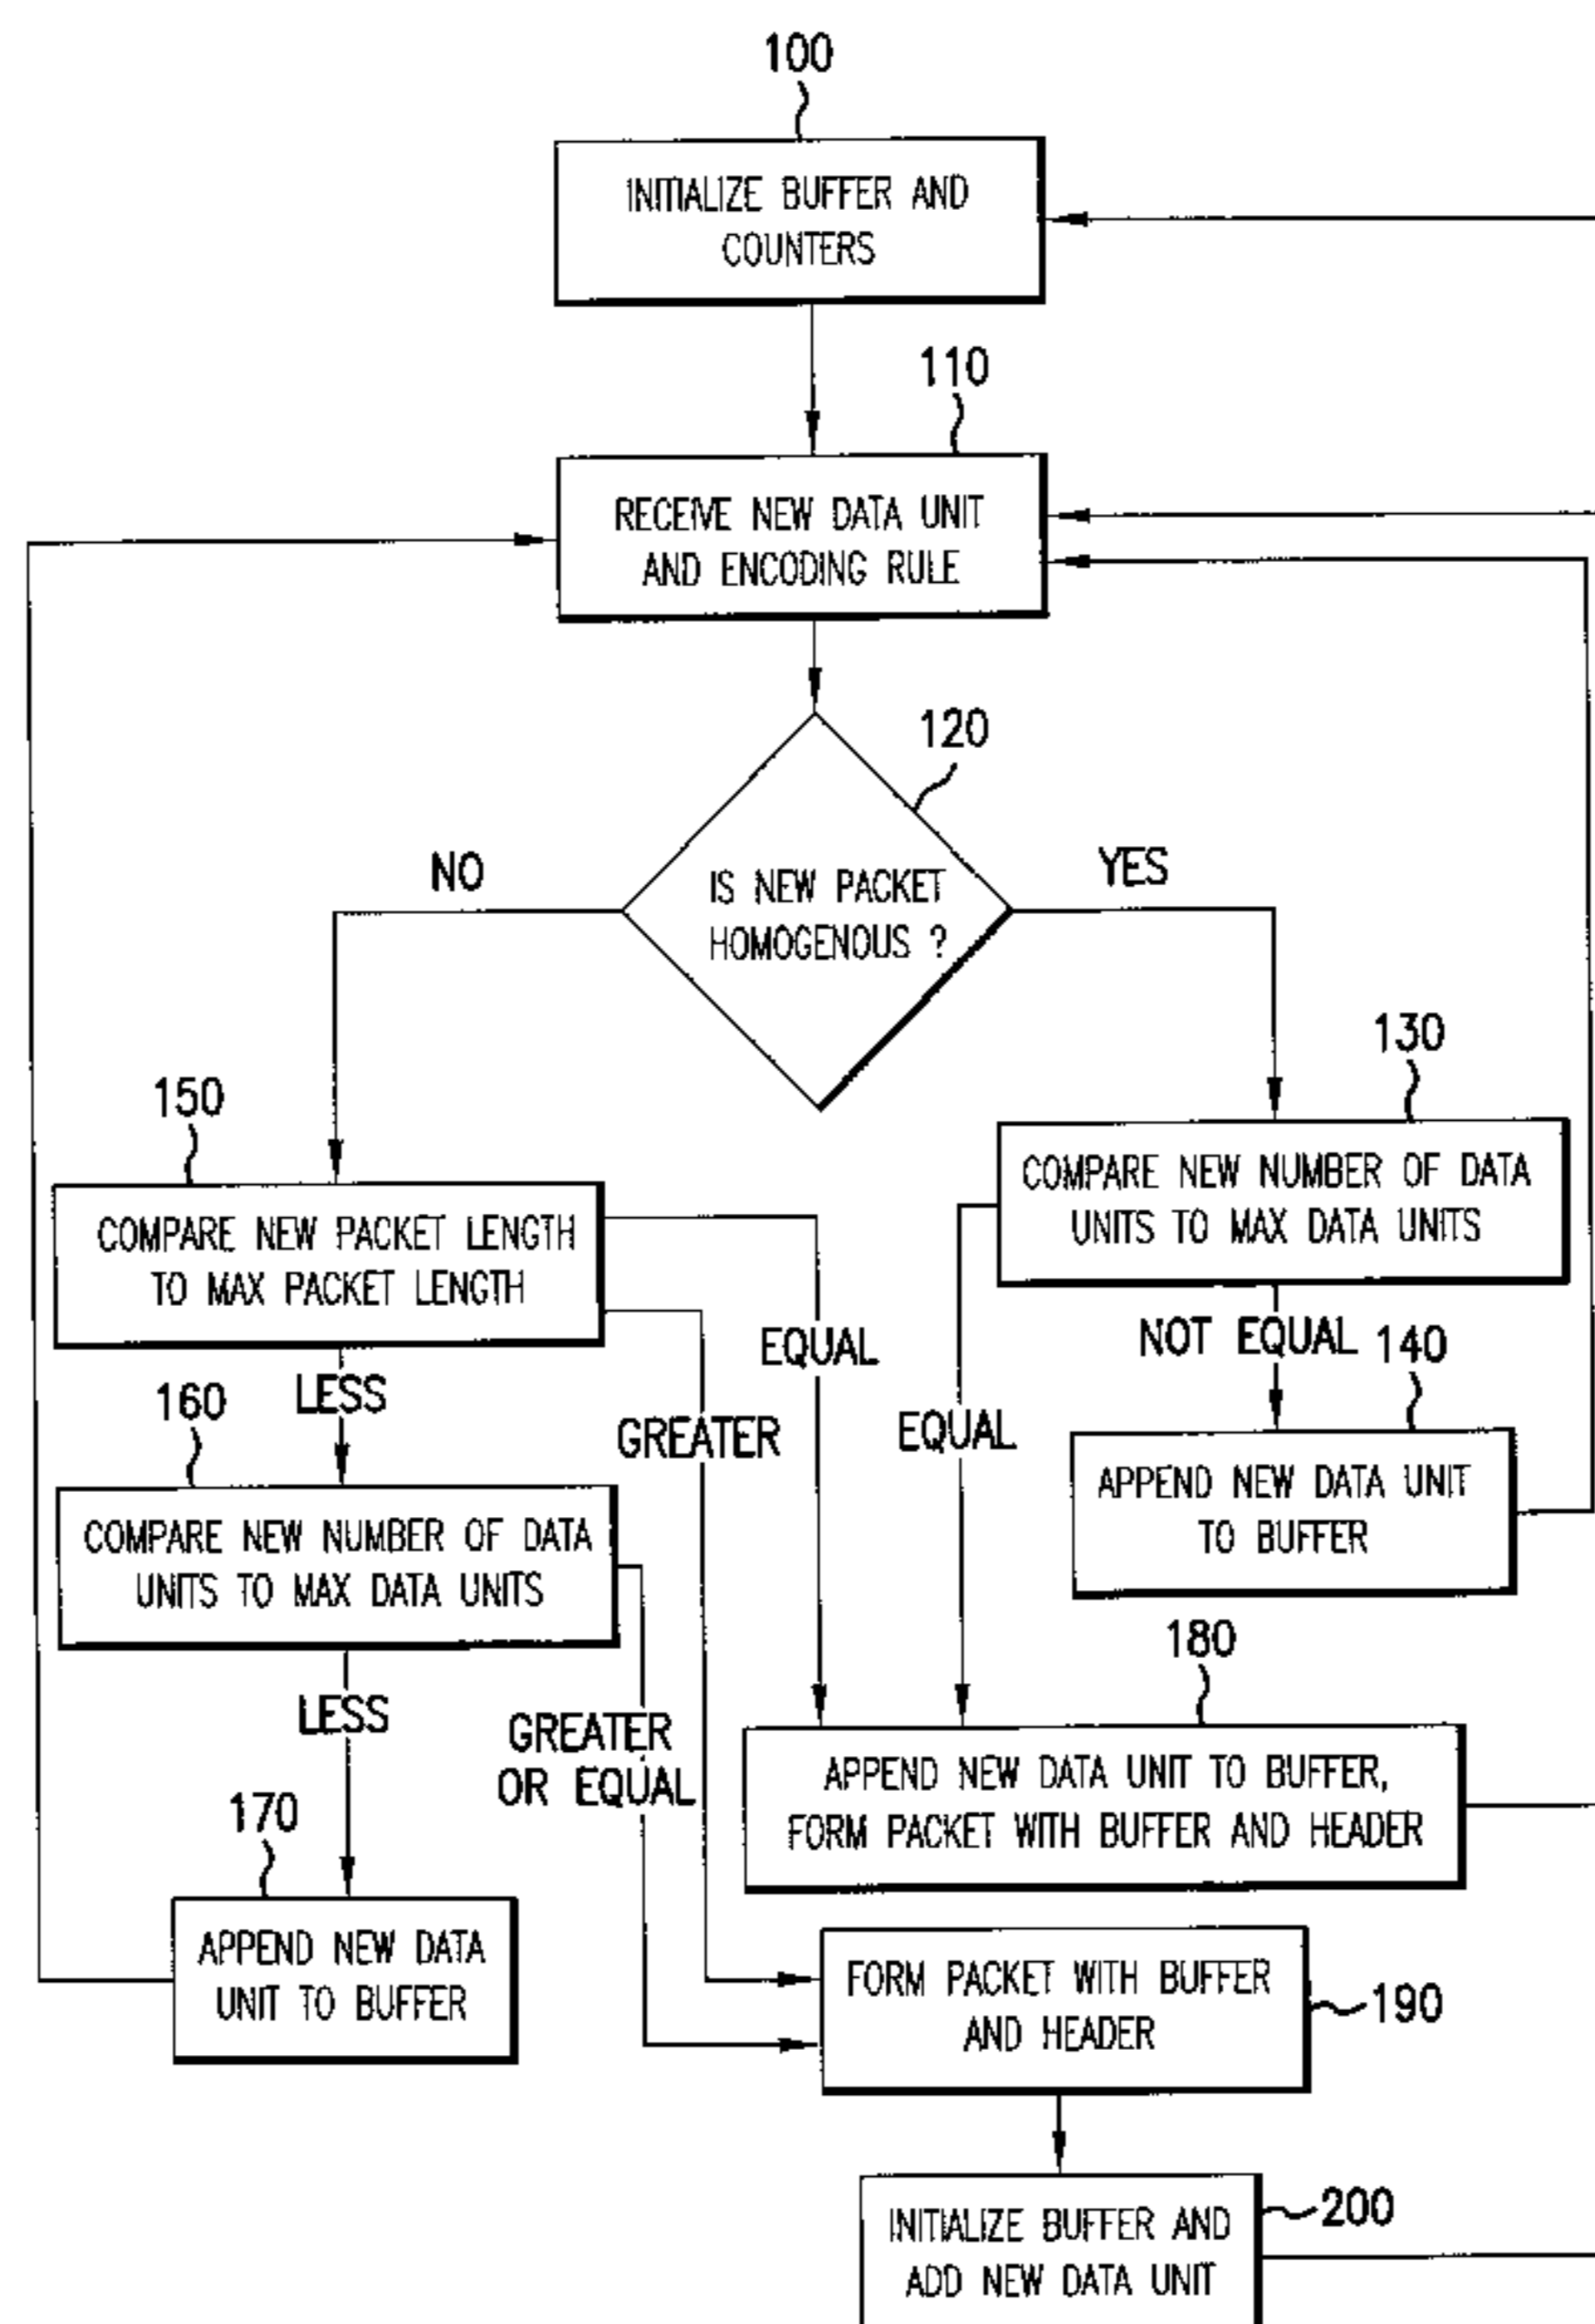 100
INITIALIZE BUFFER AND
COUNTERS
110
RECEIVE NEW DATA UNIT
AND ENCODING RULE
120
IS NEW PACKET
HOMOGENOUS ?
NO
YES
130
COMPARE NEW NUMBER OF DATA
UNITS TO MAX DATA UNITS
150
COMPARE NEW PACKET LENGTH
TO MAX PACKET LENGTH
EQUAL
NOT EQUAL
140
LESS
160
GREATER
EQUAL
APPEND NEW DATA UNIT
TO BUFFER
COMPARE NEW NUMBER OF DATA
UNITS TO MAX DATA UNITS
180
LESS
GREATER
OR EQUAL
APPEND NEW DATA UNIT TO BUFFER,
FORM PACKET WITH BUFFER AND HEADER
170
APPEND NEW DATA
UNIT TO BUFFER
FORM PACKET WITH BUFFER
AND HEADER
190
INITIALIZE BUFFER AND
ADD NEW DATA UNIT
200